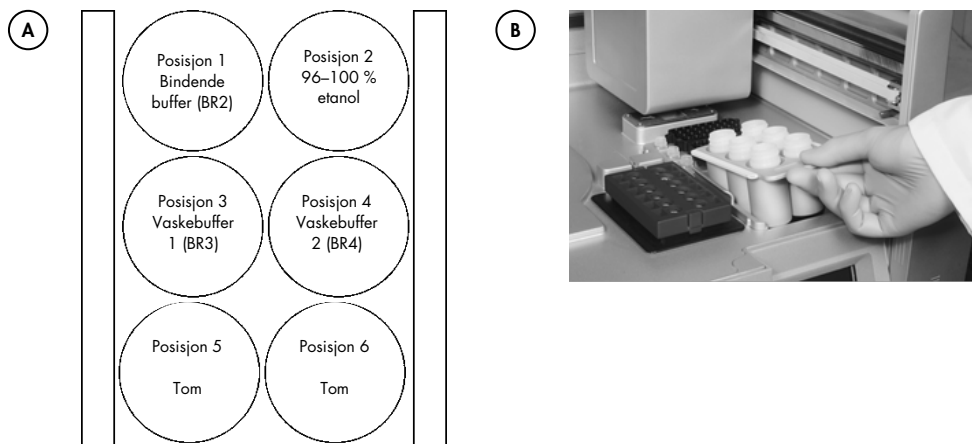 A
Posisjon 1
Bindende
buffer (BR2)
Posisjon 2
96–100 %
etanol
Posisjon 3
Vaskebuffer
1 (BR3)
Posisjon 4
Vaskebuffer
2 (BR4)
Posisjon 5
Tom
Posisjon 6
Tom
B